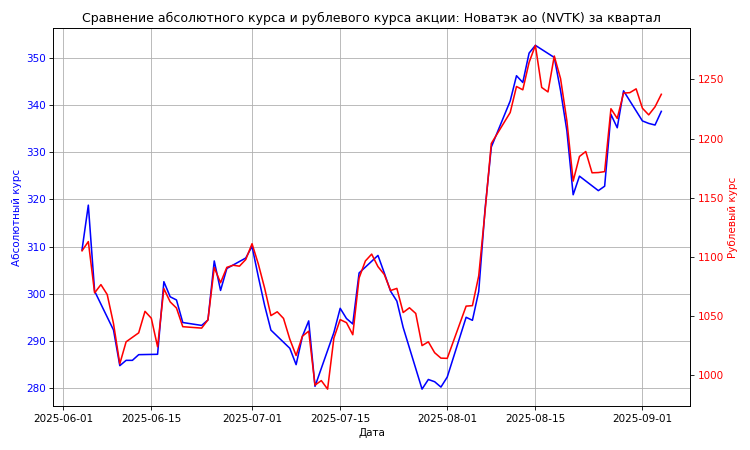 Сравнение абсолютного курса и рублевого курса акции: Новатэк ао (NVTK) за квартал
350
340
330
320
310
300
290
280
Абсолютный курс
1250
1200
1150
1100
1050
1000
Рублевый курс
2025-06-01 2025-06-15 2025-07-01 2025-07-15 2025-08-01 2025-08-15 2025-09-01
Дата